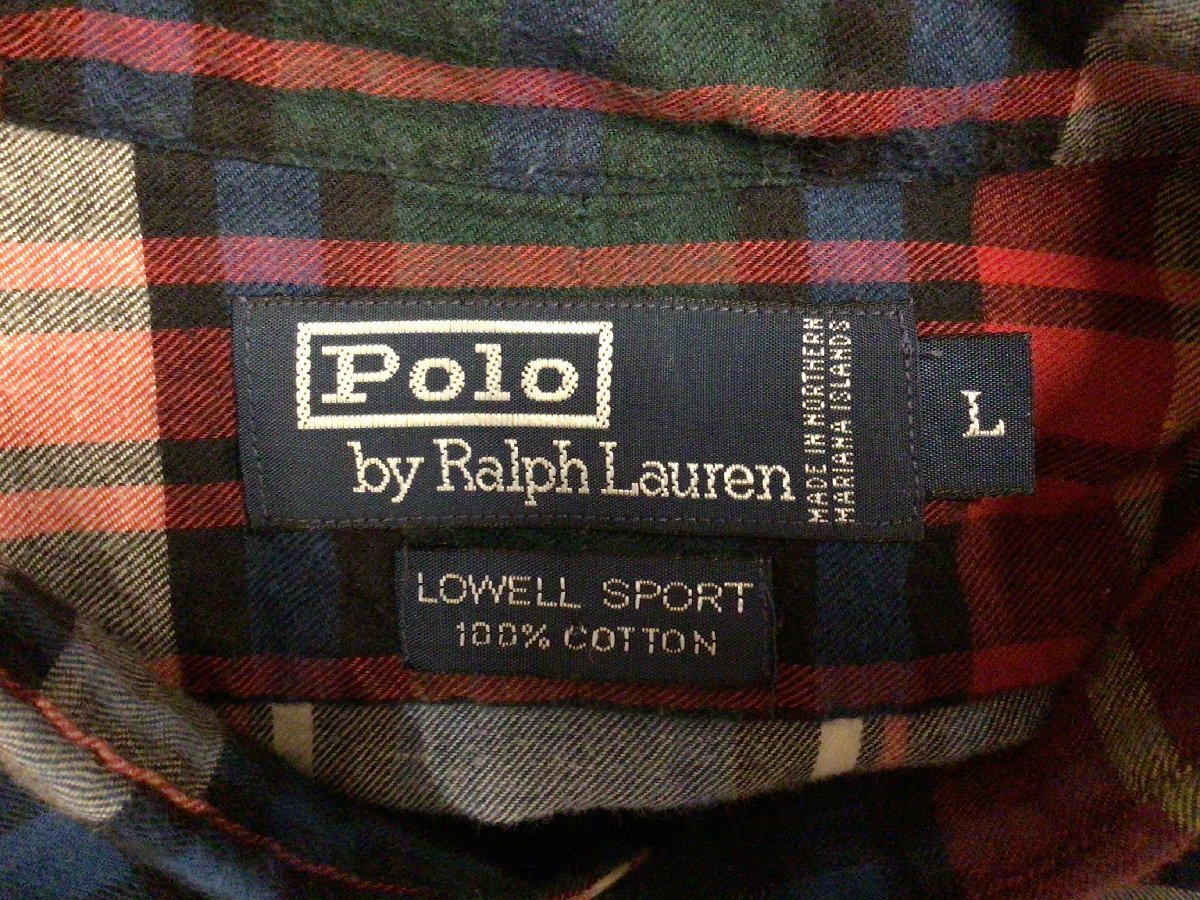 Polo
by Ralph Lauren
MADE IN NORTHERN
MARIANA ISLANDS
L
LOWELL SPORT
100% COTTON